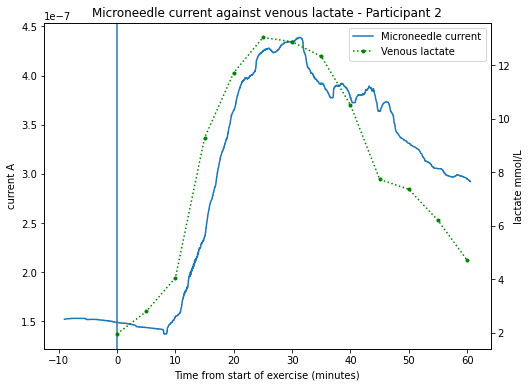 Microneedle current against venous lactate - Participant 2
1e−7
Microneedle current
Venous lactate
4.5
4.0
3.5
3.0
2.5
2.0
1.5
current A
12
10
8
6
4
2
lactate mmol/L
−10 0 10 20 30 40 50 60
Time from start of exercise (minutes)